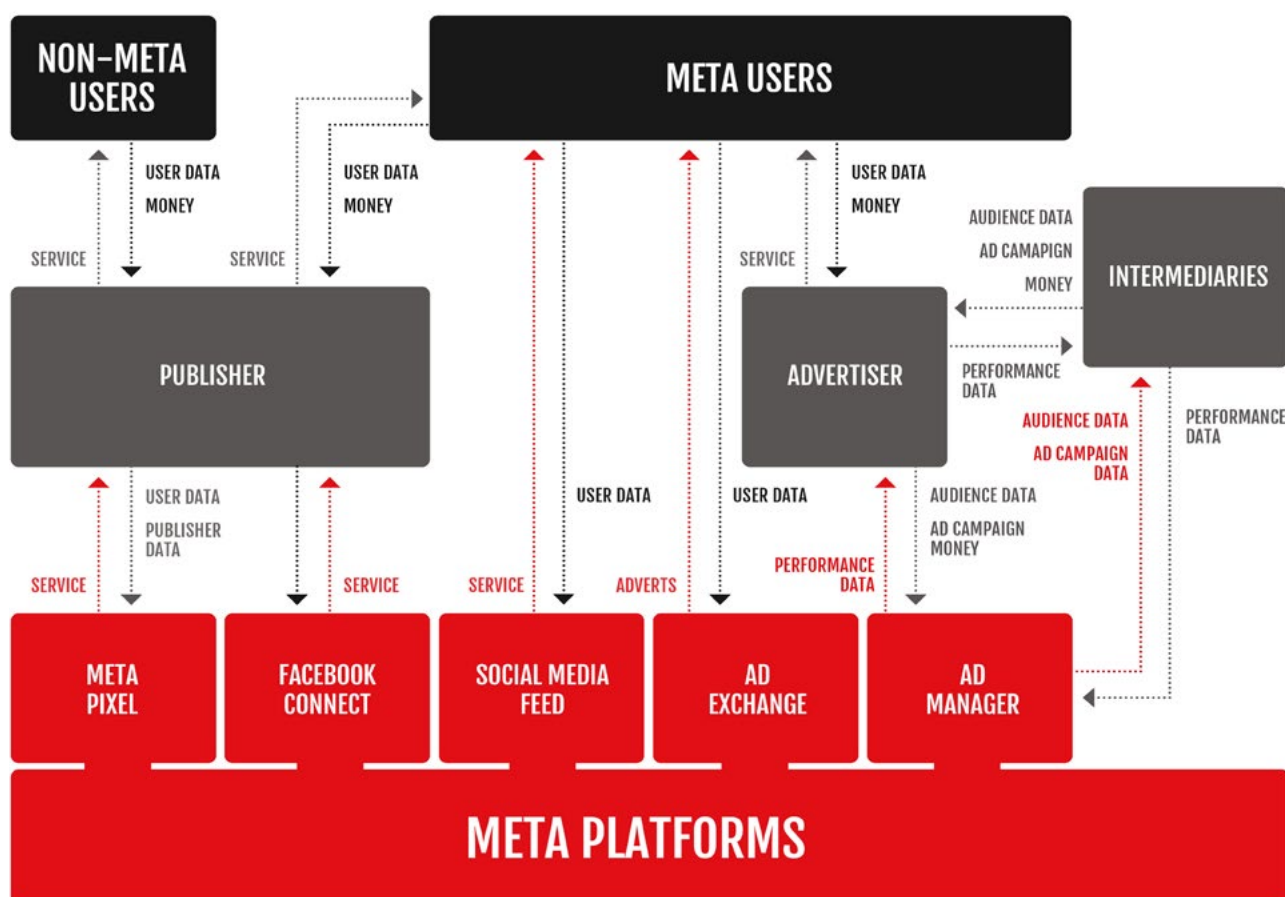 NON-META
USERS
META USERS
USER DATA
MONEY
SERVICE
USER DATA
MONEY
SERVICE
USER DATA
MONEY
SERVICE
AUDIENCE DATA
AD CAMAPIGN
MONEY
INTERMEDIARIES
PUBLISHER
ADVERTISER
PERFORMANCE
DATA
AUDIENCE DATA
AD CAMPAIGN
DATA
PERFORMANCE
DATA
USER DATA
PUBLISHER
DATA
SERVICE
SERVICE
USER DATA
SERVICE
USER DATA
ADVERTS
AUDIENCE DATA
AD CAMPAIGN
MONEY
PERFORMANCE
DATA
META
PIXEL
FACEBOOK
CONNECT
SOCIAL MEDIA
FEED
AD
EXCHANGE
AD
MANAGER
META PLATFORMS